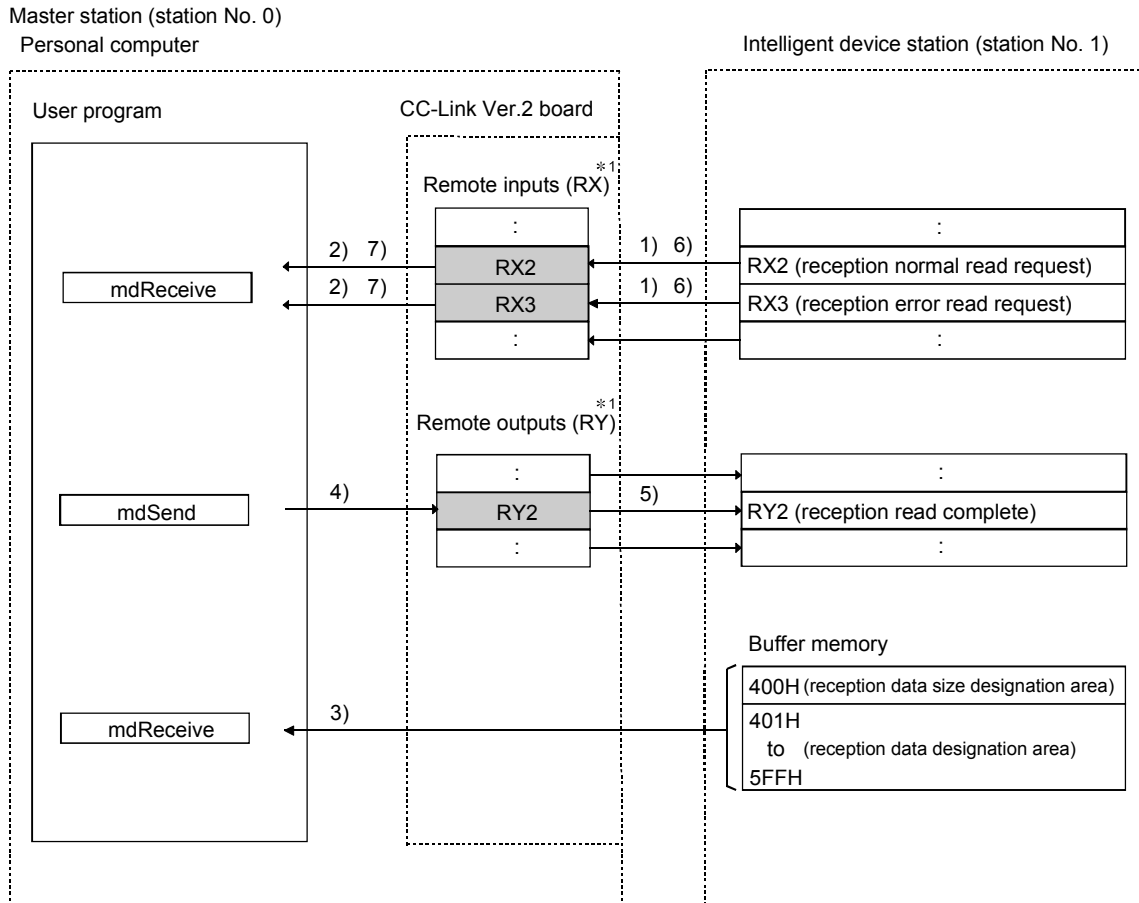 Master station (station No. 0)
Personal computer
Intelligent device station (station No. 1)
User program
CC-Link Ver.2 board
Remote inputs (RX)*1
:
:
2) 7)
1) 6)
RX2
RX2 (reception normal read request)
mdReceive
2) 7)
1) 6)
RX3
RX3 (reception error read request)
:
:
Remote outputs (RY)*1
:
:
4)
5)
mdSend
RY2
RY2 (reception read complete)
:
:
Buffer memory
400H (reception data size designation area)
3)
mdReceive
401H
to (reception data designation area)
5FFH